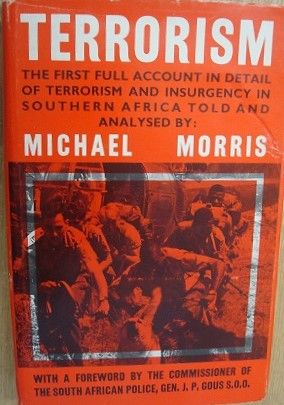 TERRORISM
THE FIRST FULL ACCOUNT IN DETAIL
OF TERRORISM AND INSURGENCY IN
SOUTHERN AFRICA TOLD AND
ANALYSED BY:
MICHAEL MORRIS
WITH A FOREWORD BY THE COMMISSIONER OF
THE SOUTH AFRICAN POLICE, GEN. J. P. GOUS S.O.O.